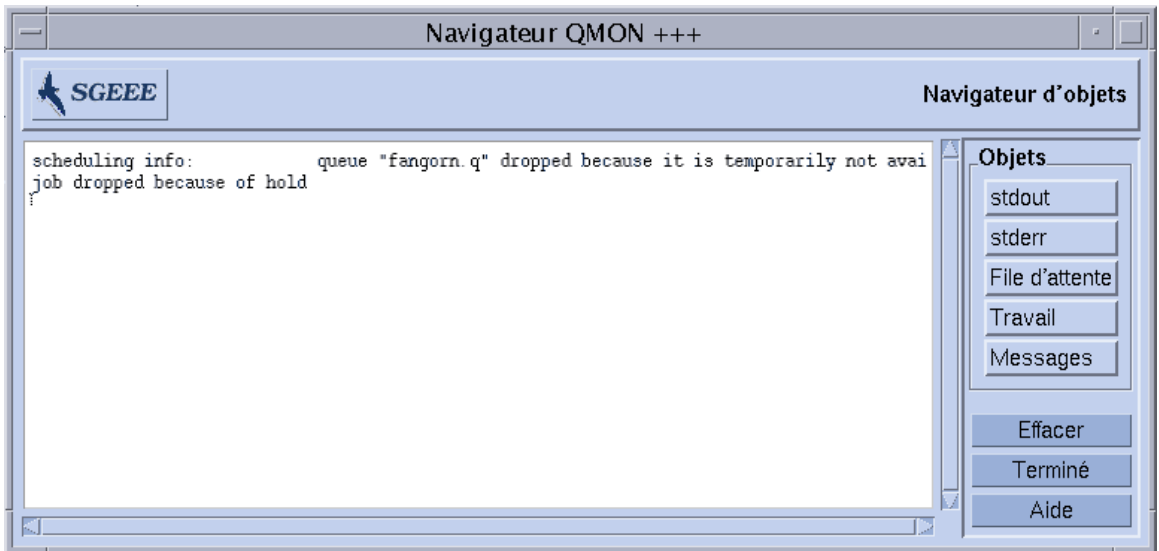 Navigateur QMON +++
SGEEE
Navigateur d'objets
scheduling info: queue "fangorn.q" dropped because it is temporarily not avai
job dropped because of hold
Objets
stdout
stderr
File d'attente
Travail
Messages
Effacer
Terminé
Aide